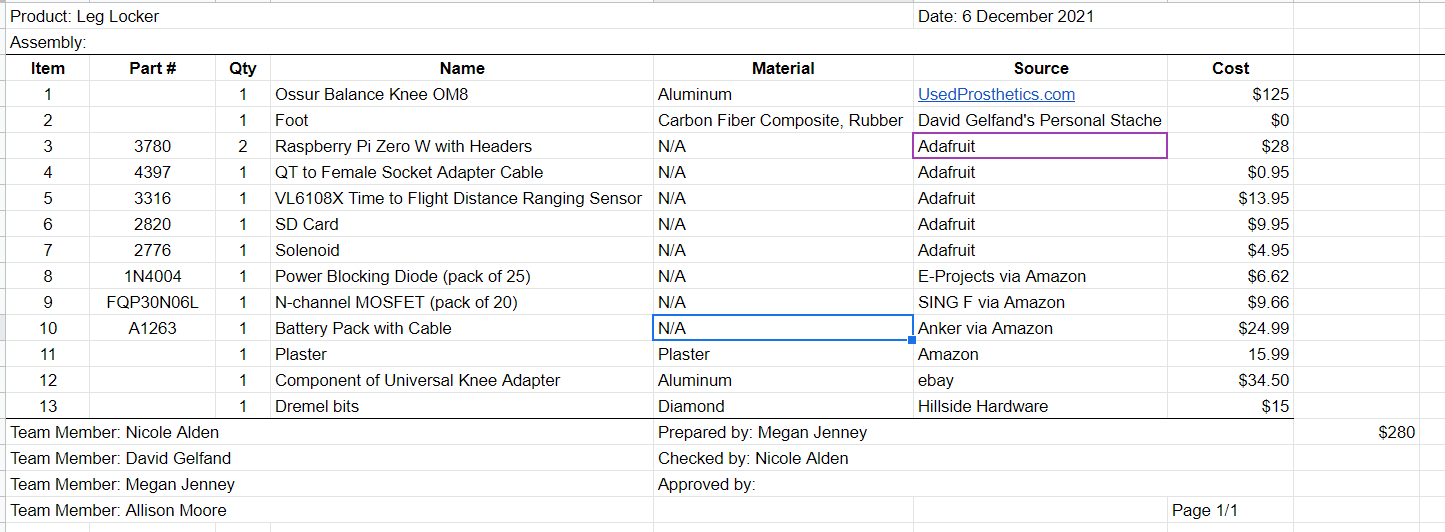 Product: Leg Locker Date: 6 December 2021
Assembly:
Item Part # Qty Name Material Source Cost
1 1 Ossur Balance Knee OM8 Aluminum UsedProsthetics.com $125
2 1 Foot Carbon Fiber Composite, Rubber David Gelfand's Personal Stache $0
3 3780 2 Raspberry Pi Zero W with Headers N/A Adafruit $28
4 4397 1 QT to Female Socket Adapter Cable N/A Adafruit $0.95
5 3316 1 VL6108X Time to Flight Distance Ranging Sensor N/A Adafruit $13.95
6 2820 1 SD Card N/A Adafruit $9.95
7 2776 1 Solenoid N/A Adafruit $4.95
8 1N4004 1 Power Blocking Diode (pack of 25) N/A E-Projects via Amazon $6.62
9 FQP30N06L 1 N-channel MOSFET (pack of 20) N/A SING F via Amazon $9.66
10 A1263 1 Battery Pack with Cable N/A Anker via Amazon $24.99
11 1 Plaster Plaster Amazon 15.99
12 1 Component of Universal Knee Adapter Aluminum ebay $34.50
13 1 Dremel bits Diamond Hillside Hardware $15
Team Member: Nicole Alden Prepared by: Megan Jenney $280
Team Member: David Gelfand Checked by: Nicole Alden
Team Member: Megan Jenney Approved by:
Team Member: Allison Moore Page 1/1